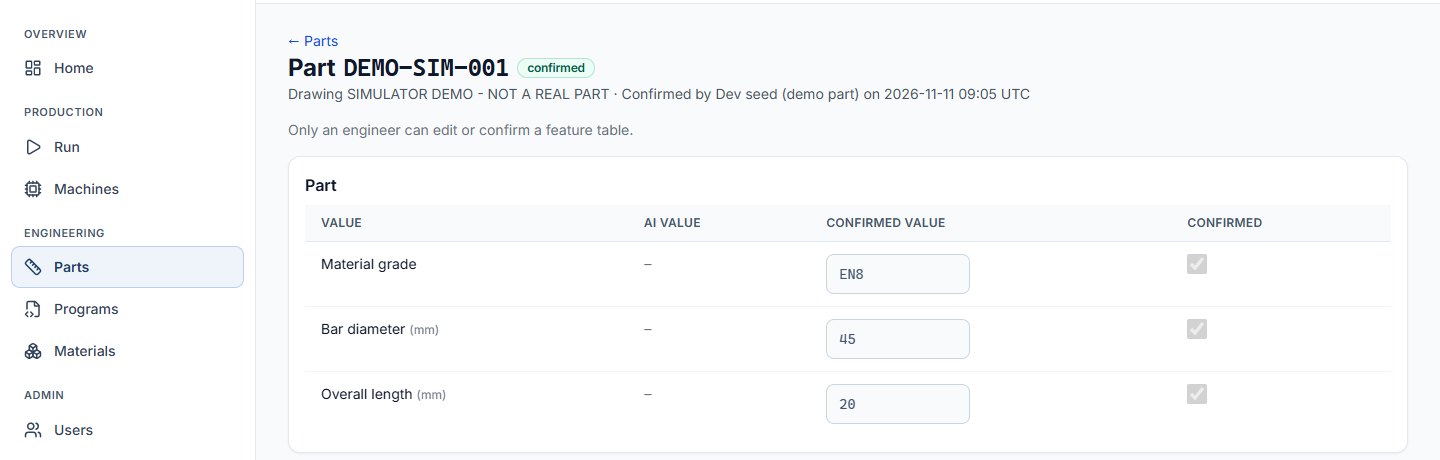 OVERVIEW
Home
PRODUCTION
Run
Machines
ENGINEERING
Parts
Programs
Materials
ADMIN
Users
← Parts
Part DEMO-SIM-001 confirmed
Drawing SIMULATOR DEMO - NOT A REAL PART · Confirmed by Dev seed (demo part) on 2026-11-11 09:05 UTC
Only an engineer can edit or confirm a feature table.
Part
VALUE AI VALUE CONFIRMED VALUE CONFIRMED
Material grade – EN8
Bar diameter (mm) – 45
Overall length (mm) – 20